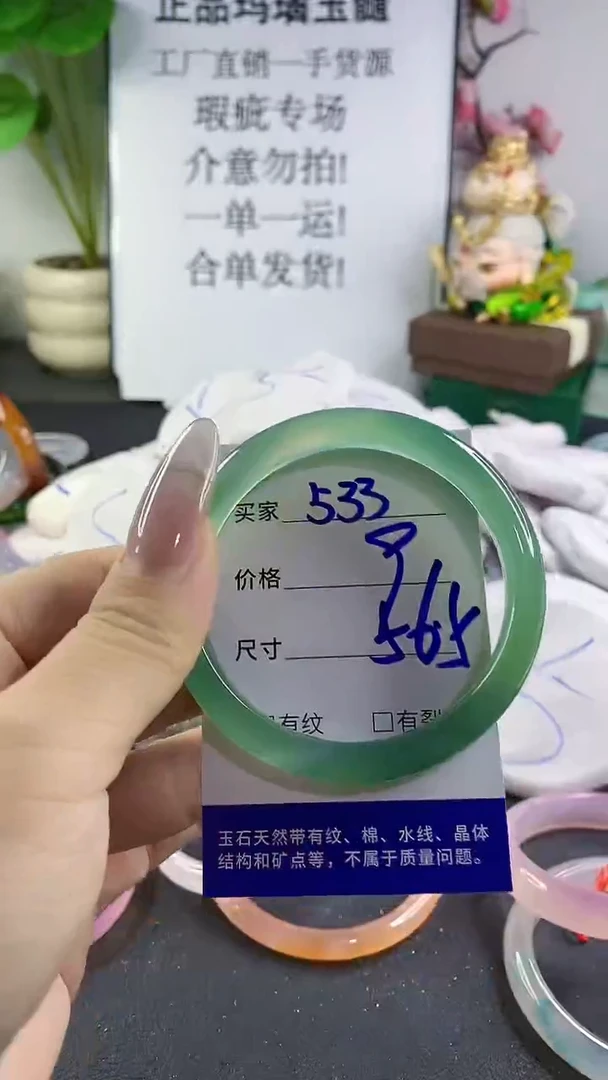 正品玛瑙玉髓
工厂直销一手货源
瑕疵专场
介意勿拍!
一单一运!
合单发货!
买家 533
价格
尺寸 565
有纹 □有裂
玉石天然带有纹、棉、水线、晶体
结构和矿点等，不属于质量问题。